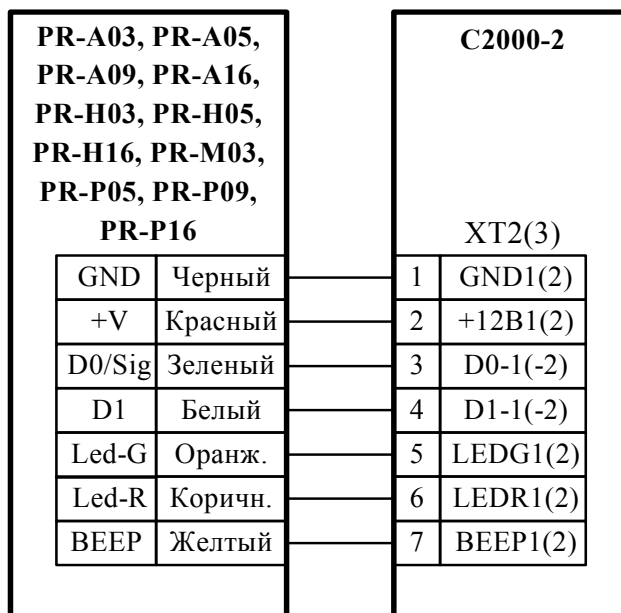 PR-A03, PR-A05,
PR-A09, PR-A16,
PR-H03, PR-H05,
PR-H16, PR-M03,
PR-P05, PR-P09,
PR-P16
GND Черный
+V Красный
D0/Sig Зеленый
D1 Белый
Led-G Оранж.
Led-R Коричн.
BEEP Желтый
С2000-2
XT2(3)
1 GND1(2)
2 +12В1(2)
3 D0-1(-2)
4 D1-1(-2)
5 LEDG1(2)
6 LEDR1(2)
7 BEEP1(2)